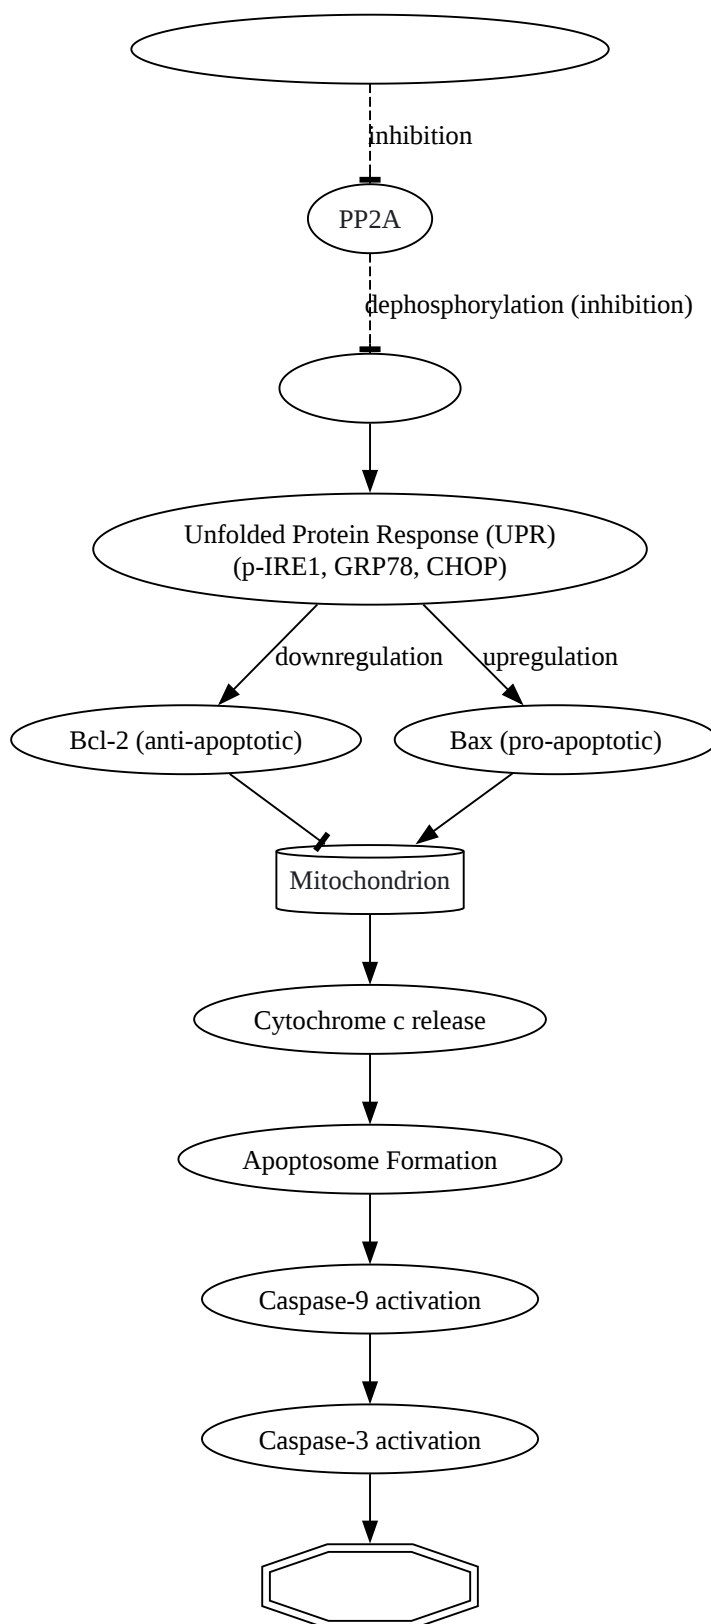 inhibition
PP2A
dephosphorylation (inhibition)
Unfolded Protein Response (UPR)
(p-IRE1, GRP78, CHOP)
downregulation
upregulation
Bcl-2 (anti-apoptotic)
Bax (pro-apoptotic)
Mitochondrion
Cytochrome c release
Apoptosome Formation
Caspase-9 activation
Caspase-3 activation